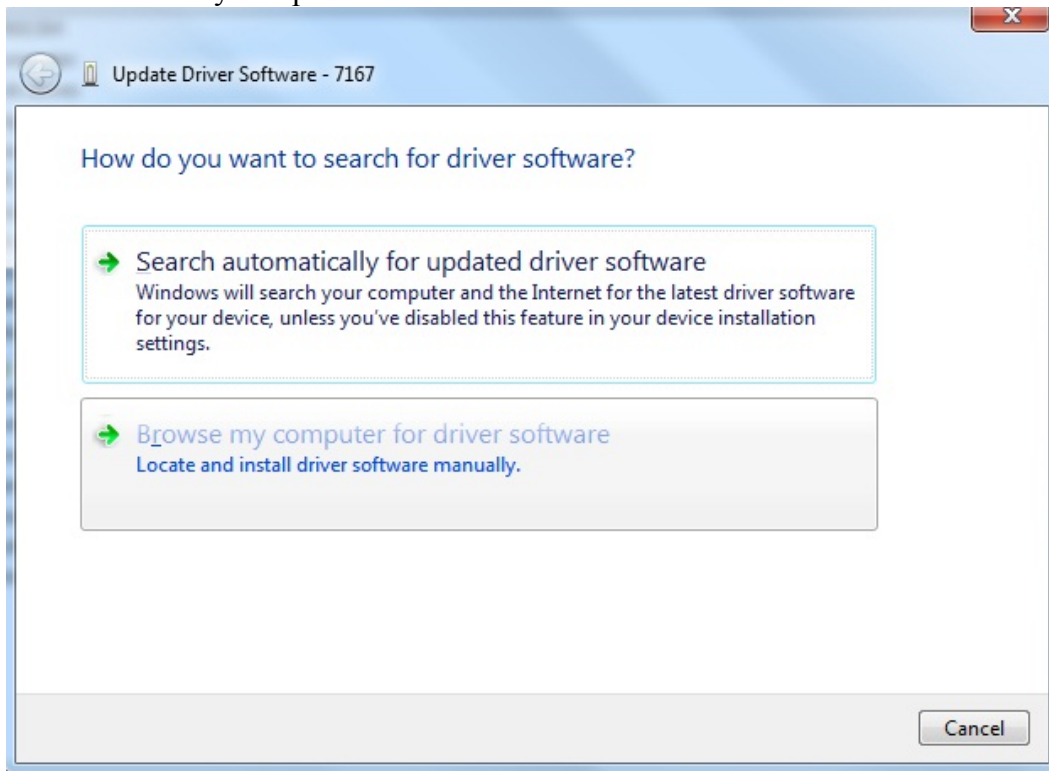 Update Driver Software - 7167
How do you want to search for driver software?
Search automatically for updated driver software
Windows will search your computer and the Internet for the latest driver software
for your device, unless you've disabled this feature in your device installation
settings.
Browse my computer for driver software
Locate and install driver software manually.
Cancel